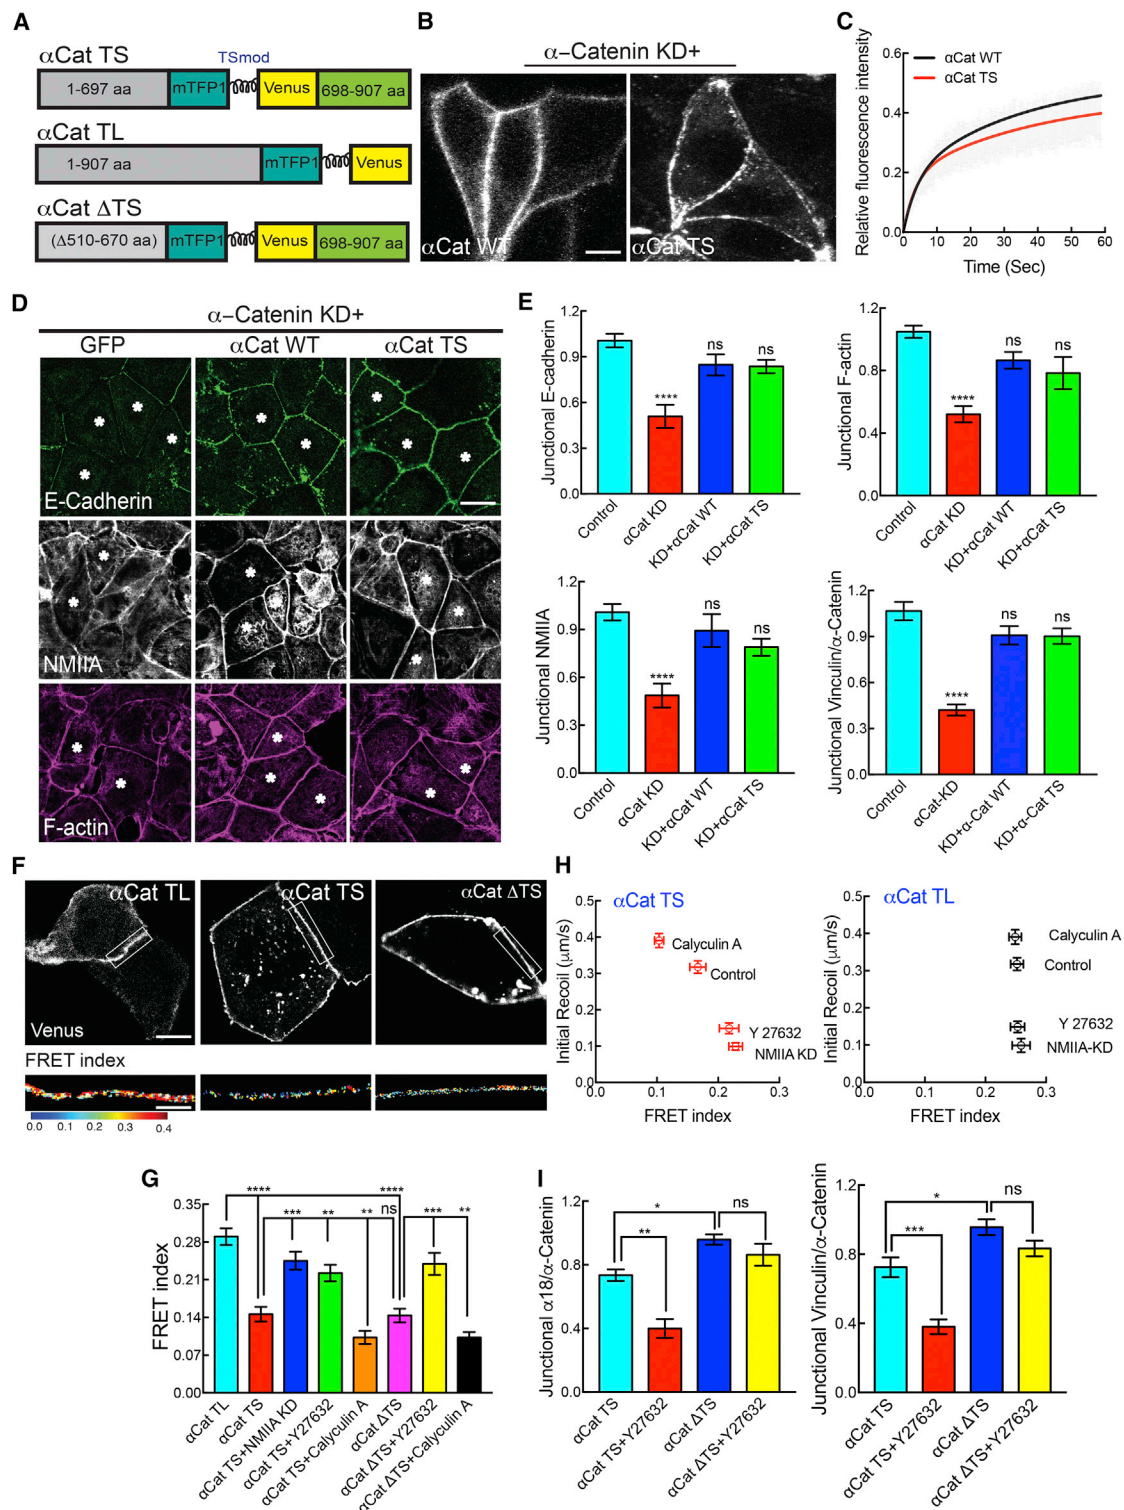 A
αCat TS
TSmod
1-697 aa
mTFP1
Venus
698-907 aa
αCat TL
1-907 aa
mTFP1
Venus
αCat ΔTS
(Δ510-670 aa)
mTFP1
Venus
698-907 aa
B
α–Catenin KD+
αCat WT
αCat TS
C
Relative fluorescence intensity
0.6
0.4
0.2
0.0
αCat WT
αCat TS
0 10 20 30 40 50 60
Time (Sec)
D
α–Catenin KD+
GFP
αCat WT
αCat TS
E-Cadherin
NMIIA
F-actin
E
Junctional E-cadherin
1.2
0.9
0.6
0.3
0.0
****
ns
ns
Control
αCat KD
KD+αCat WT
KD+αCat TS
Junctional F-actin
1.2
0.8
0.4
0.0
****
ns
ns
Control
αCat KD
KD+αCat WT
KD+αCat TS
Junctional NMIIA
1.2
0.9
0.6
0.3
0.0
****
ns
ns
Control
αCat KD
KD+αCat WT
KD+αCat TS
Junctional Vinculin/α-Catenin
1.2
0.9
0.6
0.3
0.0
****
ns
ns
Control
αCat-KD
KD+α-Cat WT
KD+α-Cat TS
F
αCat TL
αCat TS
αCat ΔTS
Venus
FRET index
0.0 0.1 0.2 0.3 0.4
H
αCat TS
Initial Recoil (μm/s)
0.5
0.4
0.3
0.2
0.1
0.0
Calyculin A
Control
Y 27632
NMIIA KD
0.0 0.1 0.2 0.3
FRET index
αCat TL
Initial Recoil (μm/s)
0.5
0.4
0.3
0.2
0.1
0.0
Calyculin A
Control
Y 27632
NMIIA-KD
0.0 0.1 0.2 0.3
FRET index
G
FRET index
0.35
0.28
0.21
0.14
0.07
0.00
****
****
***
**
**
ns
***
**
αCat TL
αCat TS
αCat TS+NMIIA KD
αCat TS+Y27632
αCat TS+Calyculin A
αCat ΔTS
αCat ΔTS+Y27632
αCat ΔTS+Calyculin A
I
Junctional α18/α-Catenin
1.2
0.8
0.4
0.0
*
**
ns
αCat TS
αCat TS+Y27632
αCat ΔTS
αCat ΔTS+Y27632
Junctional Vinculin/α-Catenin
1.2
0.8
0.4
0.0
*
***
ns
αCat TS
αCat TS+Y27632
αCat ΔTS
αCat ΔTS+Y27632